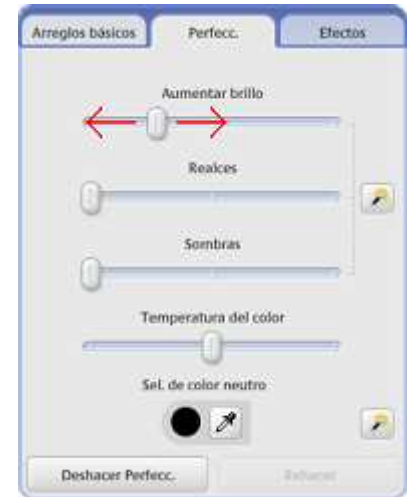 Arreglos básicos Perfecc. Efectos
Aumentar brillo
Realces
Sombras
Temperatura del color
Sel. de color neutro
Deshacer Perfecc. Rehacer